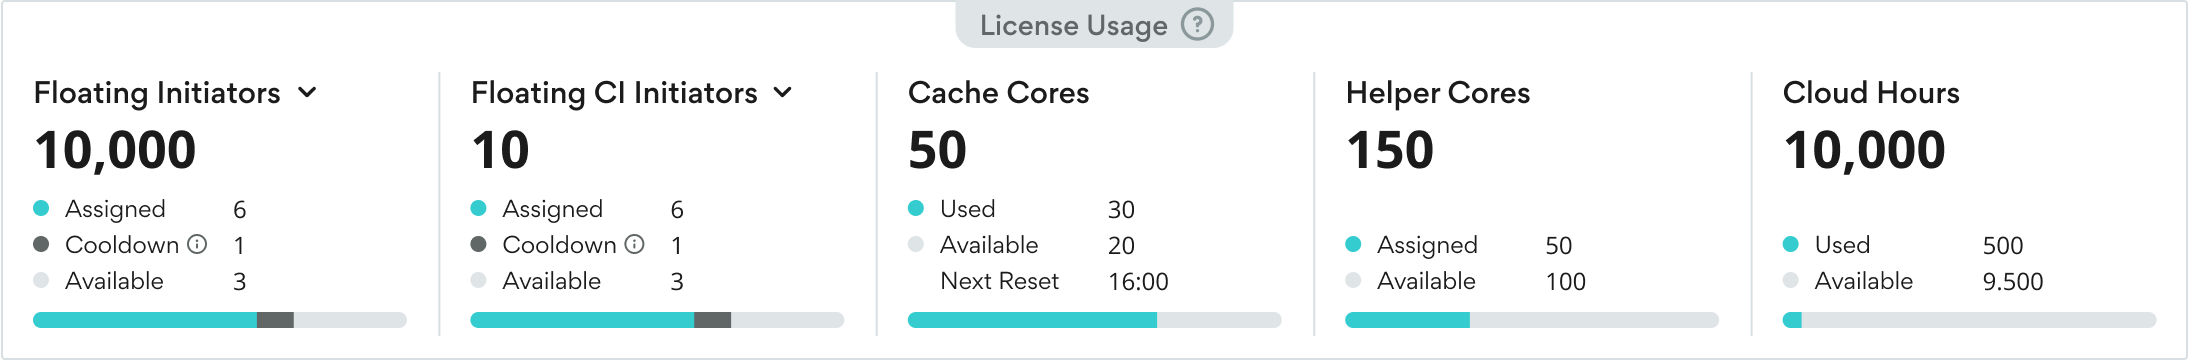 License Usage ?
Floating Initiators
10,000
Assigned 6
Cooldown 1
Available 3
Floating CI Initiators
10
Assigned 6
Cooldown 1
Available 3
Cache Cores
50
Used 30
Available 20
Next Reset 16:00
Helper Cores
150
Assigned 50
Available 100
Cloud Hours
10,000
Used 500
Available 9.500